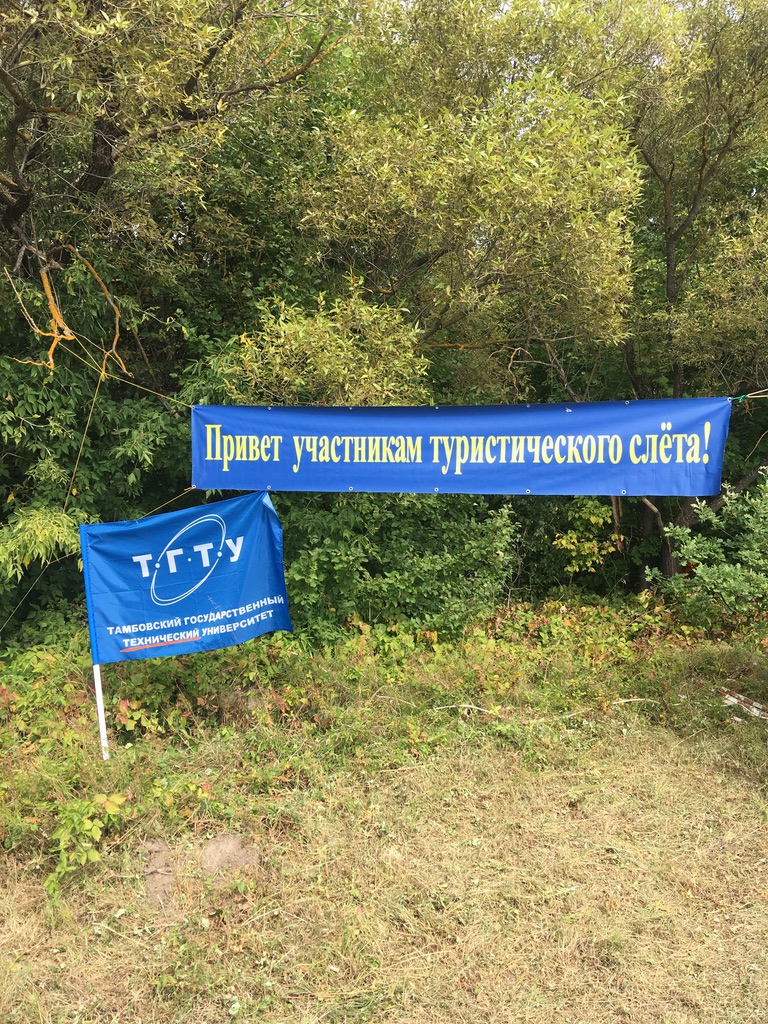 Привет участникам туристического слёта!
Т·Г·Т·У
ТАМБОВСКИЙ ГОСУДАРСТВЕННЫЙ
ТЕХНИЧЕСКИЙ УНИВЕРСИТЕТ